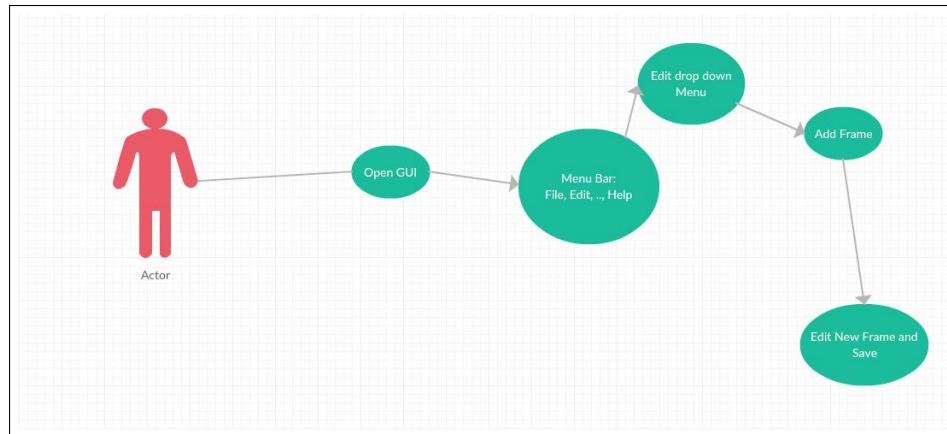 Actor
Open GUI
Menu Bar:
File, Edit, .., Help
Edit drop down
Menu
Add Frame
Edit New Frame and
Save